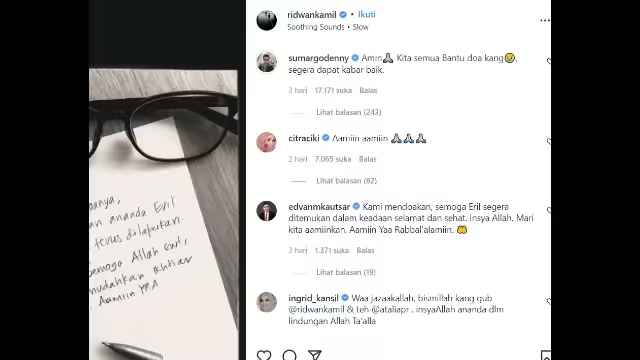 ridwankamil • Ikuti
Soothing Sounds • Slow
sumargodenny Amin🙏🏼 Kita semua Bantu doa kang😢,
segera dapat kabar baik.
2 hari 17.171 suka Balas
Lihat balasan (243)
citraciki Aamiin aamiin 🙏🏼🙏🏼🙏🏼
2 hari 7.065 suka Balas
Lihat balasan (82)
edvanmkautsar Kami mendoakan, semoga Eril segera
ditemukan dalam keadaan selamat dan sehat. Insya Allah. Mari
kita aamiinkan. Aamiin Yaa Rabbal'alamiin. 🤲
2 hari 1.371 suka Balas
Lihat balasan (19)
ingrid_kansil Waa jazaakallah, bismillah kang gub
@ridwankamil & teh @ataliapr , insyaAllah ananda dlm
lindungan Allah Ta'alla
ananda Eril
terus dilakukan.
semoga Allah swt,
mudahkan Ikhtiar
Aamiin YRA